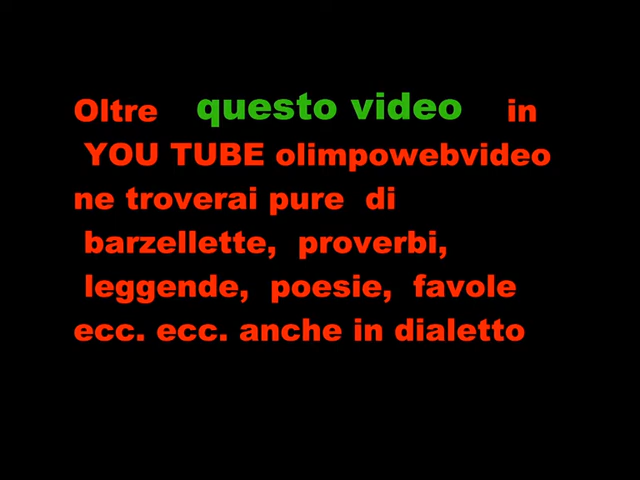 Oltre questo video in
YOU TUBE olimpowebvideo
ne troverai pure di
barzellette, proverbi,
leggende, poesie, favole
ecc. ecc. anche in dialetto